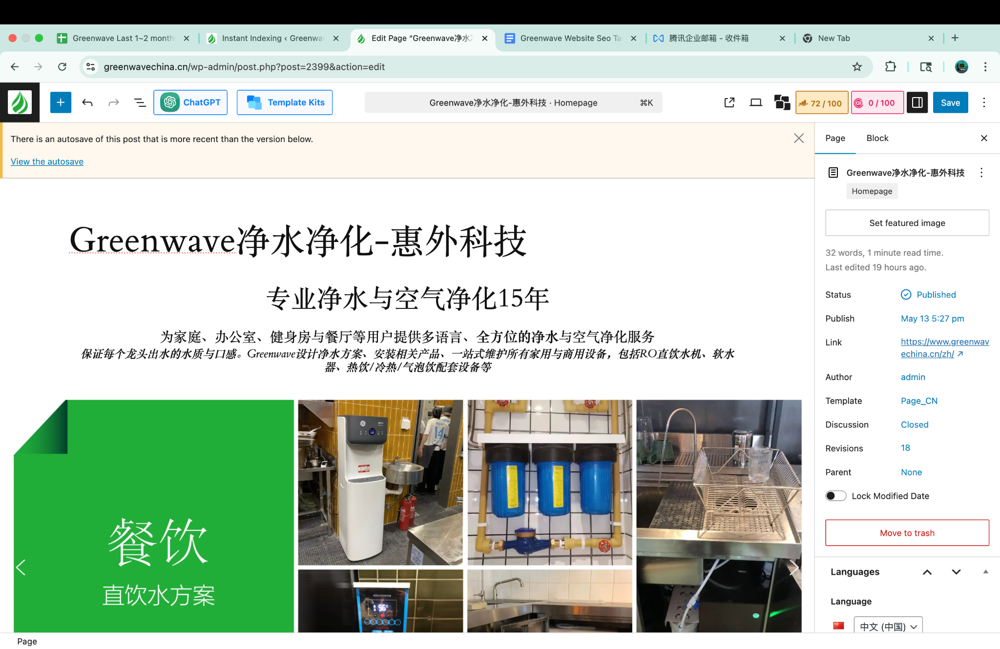 Greenwave Last 1~2 month
Instant Indexing ‹ Greenwav
Edit Page “Greenwave净水
Greenwave Website Seo Ta
腾讯企业邮箱 - 收件箱
New Tab
greenwavechina.cn/wp-admin/post.php?post=2399&action=edit
ChatGPT
Template Kits
Greenwave净水净化-惠外科技 · Homepage
⌘K
72 / 100
0 / 100
Save
There is an autosave of this post that is more recent than the version below.
View the autosave
Greenwave净水净化-惠外科技
专业净水与空气净化15年
为家庭、办公室、健身房与餐厅等用户提供多语言、全方位的净水与空气净化服务
保证每个龙头出水的水质与口感。Greenwave设计净水方案、安装相关产品、一站式维护所有家用与商用设备，包括RO直饮水机、软水
器、热饮/冷热/气泡饮配套设备等
餐饮
直饮水方案
14
56
Page
Block
Greenwave净水净化-惠外科技
Homepage
Set featured image
32 words, 1 minute read time.
Last edited 19 hours ago.
Status
Published
Publish
May 13 5:27 pm
Link
https://www.greenwav
echina.cn/zh/
Author
admin
Template
Page_CN
Discussion
Closed
Revisions
18
Parent
None
Lock Modified Date
Move to trash
Languages
Language
中文 (中国)
Page